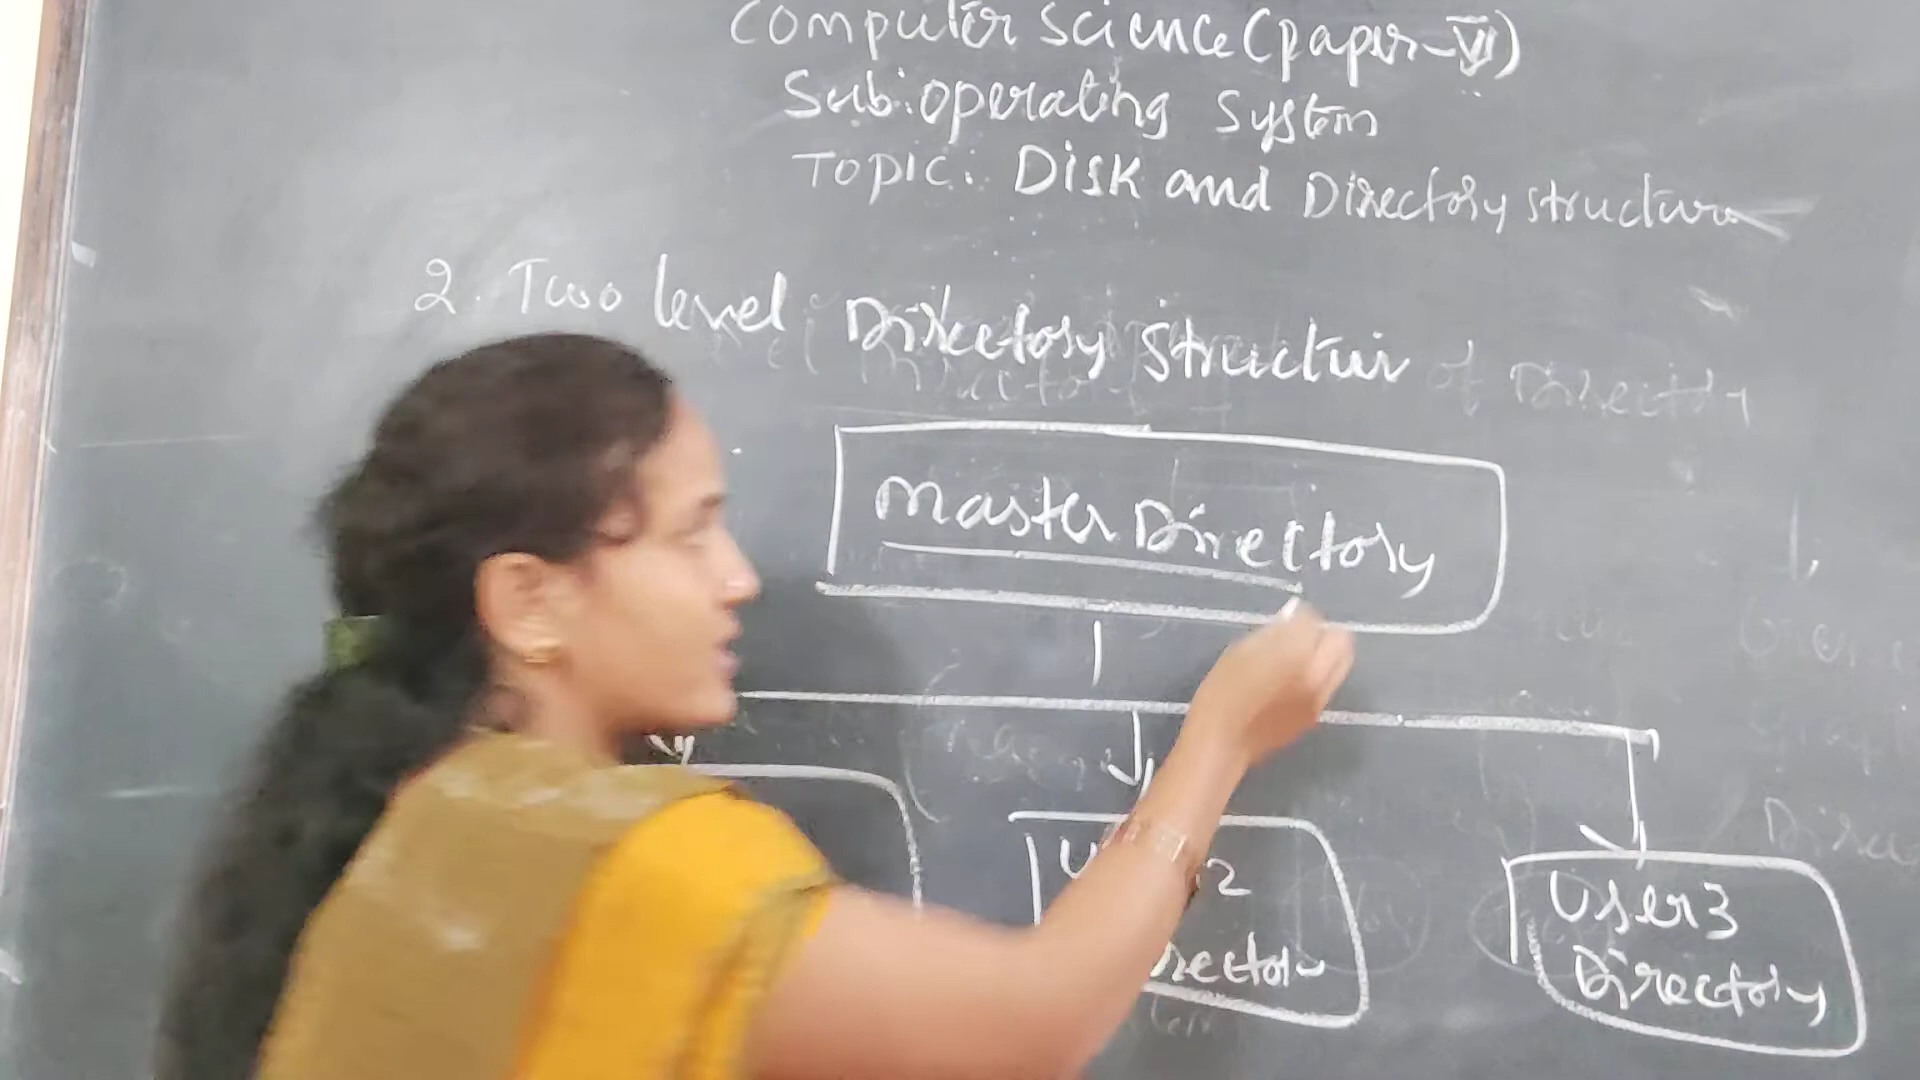 Computer Science (paper-VI)
Sub: Operating System
TOPIC: Disk and Directory structure
2. Two level Directory Structure
Master Directory
2
User3
Directory